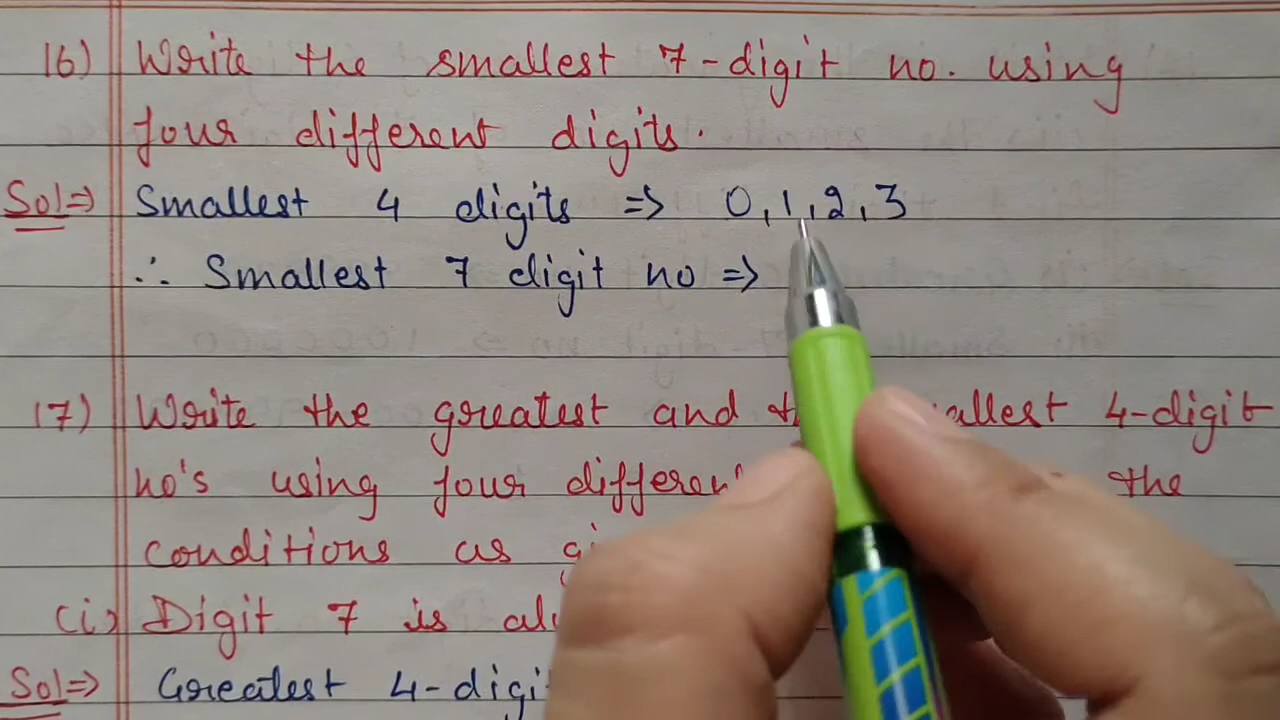 16) Write the smallest 7-digit no. using
four different digits.
Sol⇒ Smallest 4 digits ⇒ 0,1,2,3
∴ Smallest 7 digit no ⇒
17) Write the greatest and 4-digit
no's using four the
conditions as
(i) Digit 7 is
Sol⇒ Greatest